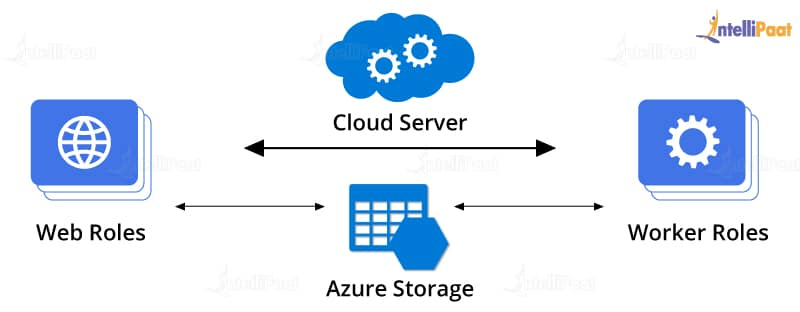 IntelliPaat
Cloud Server
Web Roles
Worker Roles
Azure Storage